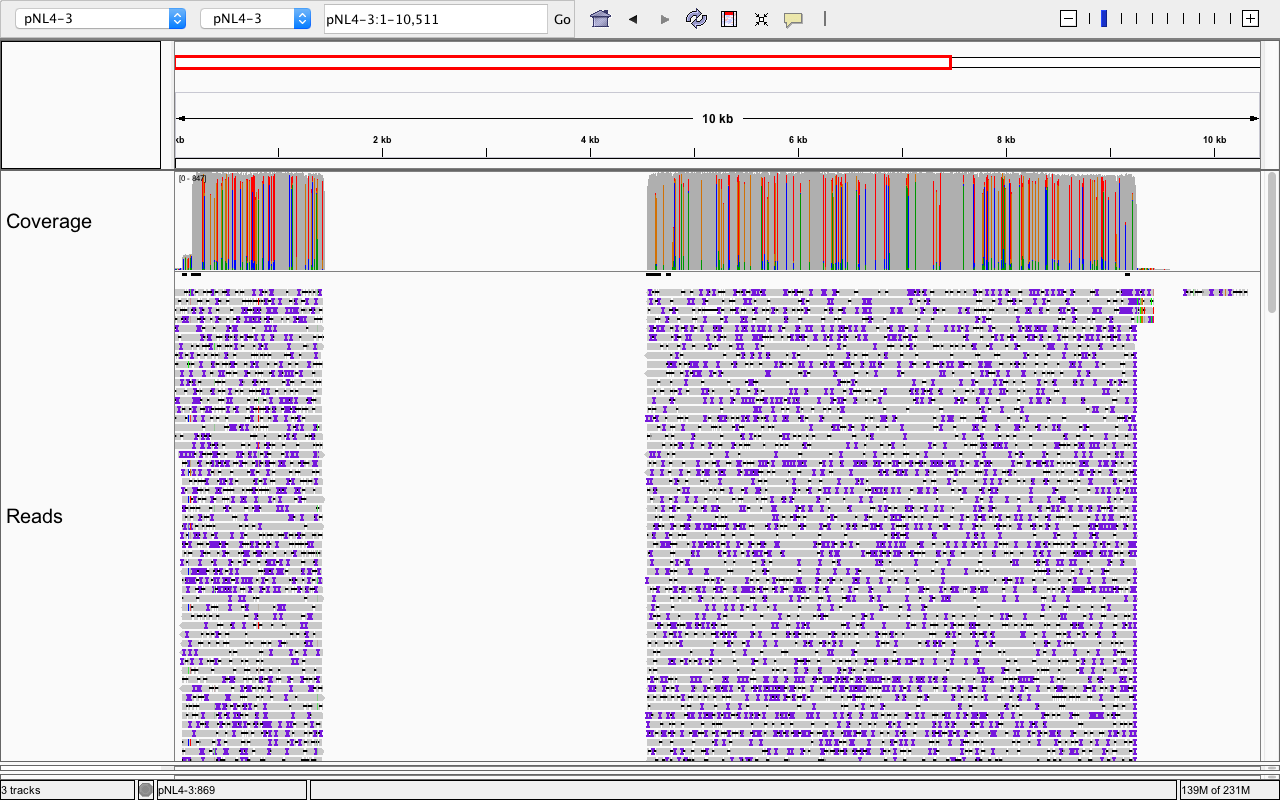 pNL4-3 pNL4-3 pNL4-3:1-10,511 Go
10 kb
kb 2 kb 4 kb 6 kb 8 kb 10 kb
[0 - 847]
Coverage
Reads
3 tracks pNL4-3:869 139M of 231M